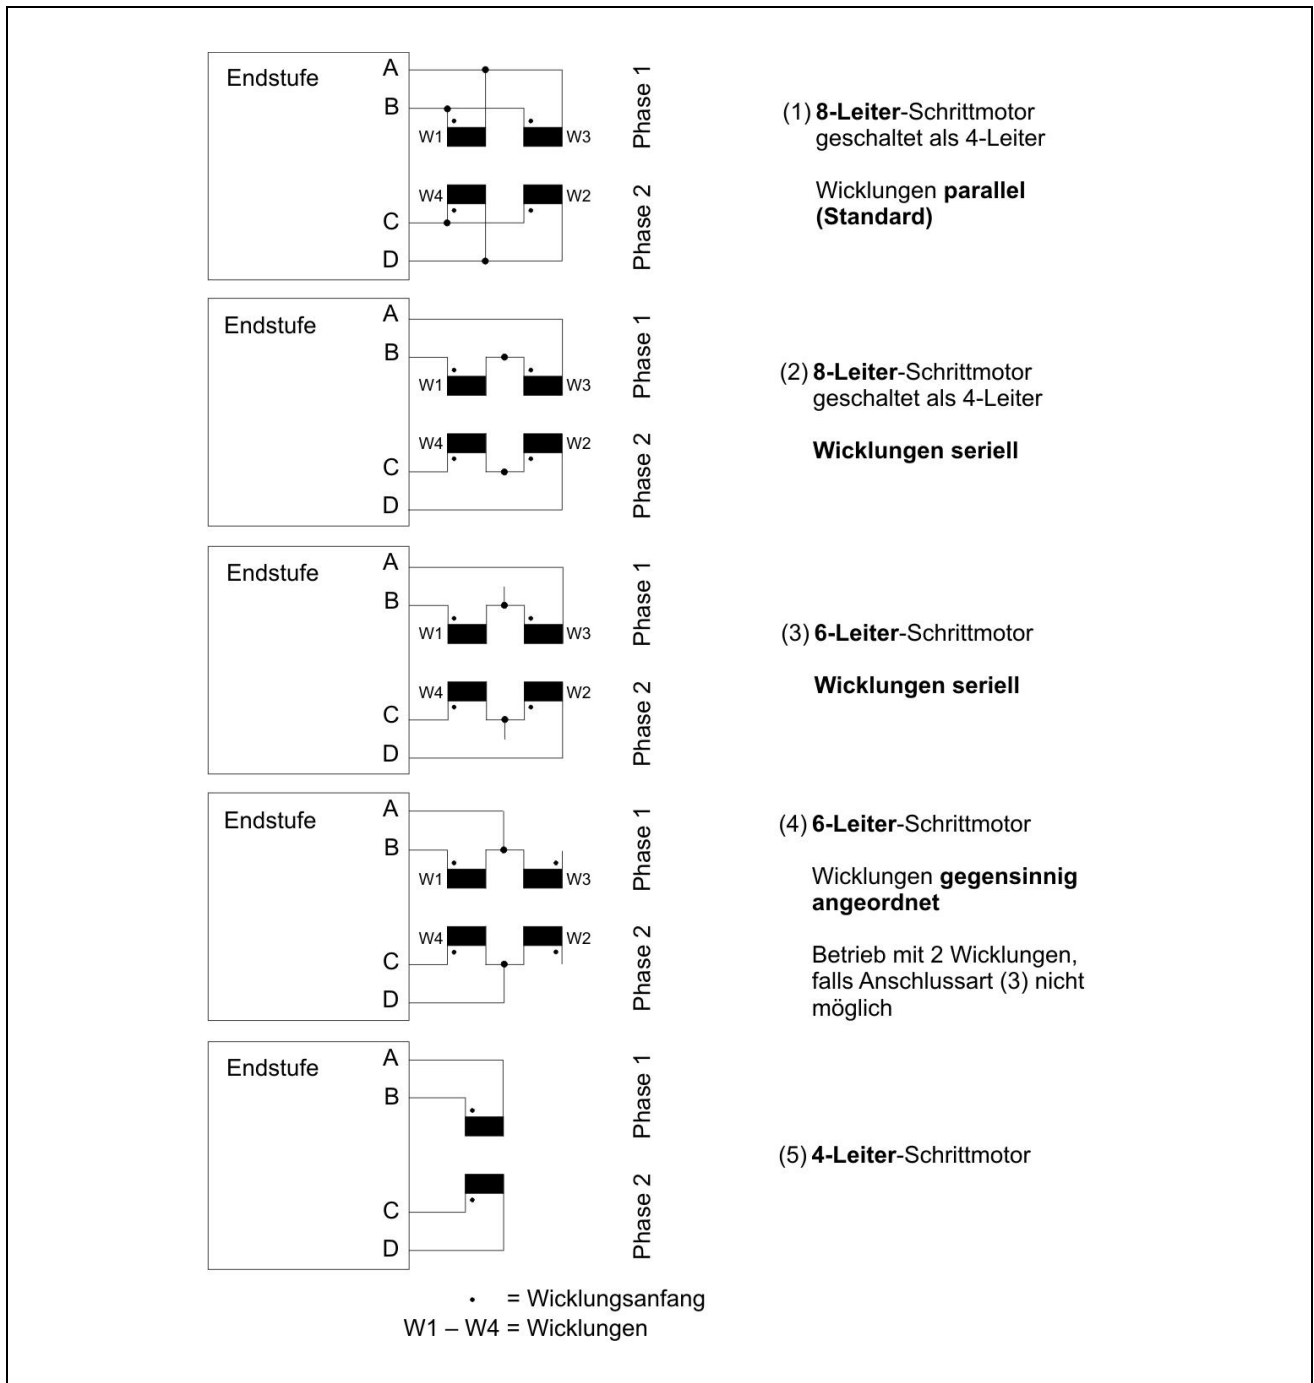 Endstufe
A
B
C
D
W1
W3
W4
W2
Phase 1
Phase 2
(1) 8-Leiter-Schrittmotor
geschaltet als 4-Leiter
Wicklungen parallel
(Standard)
Endstufe
A
B
C
D
W1
W3
W4
W2
Phase 1
Phase 2
(2) 8-Leiter-Schrittmotor
geschaltet als 4-Leiter
Wicklungen seriell
Endstufe
A
B
C
D
W1
W3
W4
W2
Phase 1
Phase 2
(3) 6-Leiter-Schrittmotor
Wicklungen seriell
Endstufe
A
B
C
D
W1
W3
W4
W2
Phase 1
Phase 2
(4) 6-Leiter-Schrittmotor
Wicklungen gegensinnig
angeordnet
Betrieb mit 2 Wicklungen,
falls Anschlussart (3) nicht
möglich
Endstufe
A
B
C
D
Phase 1
Phase 2
(5) 4-Leiter-Schrittmotor
• = Wicklungsanfang
W1 – W4 = Wicklungen